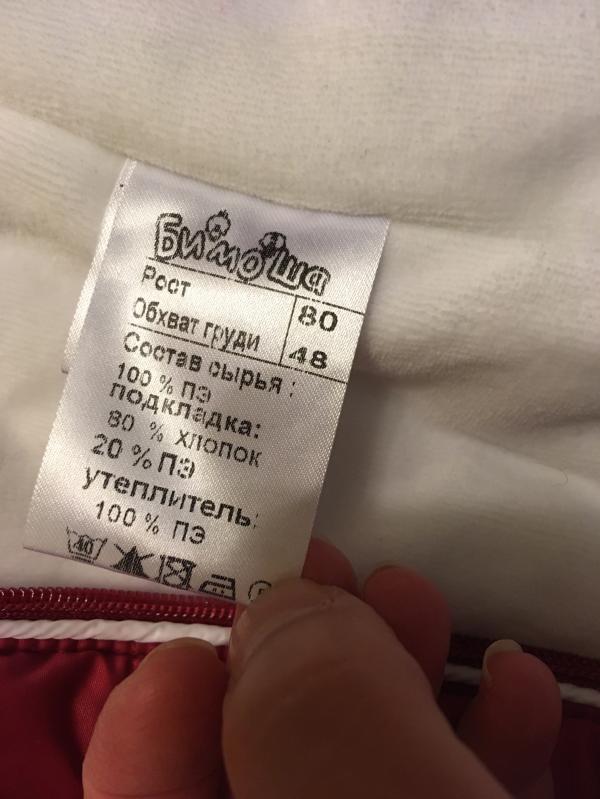 Бимоша
Рост 80
Обхват груди 48
Состав сырья :
100 % ПЭ
подкладка:
80 % хлопок
20 % ПЭ
утеплитель:
100 % ПЭ
40